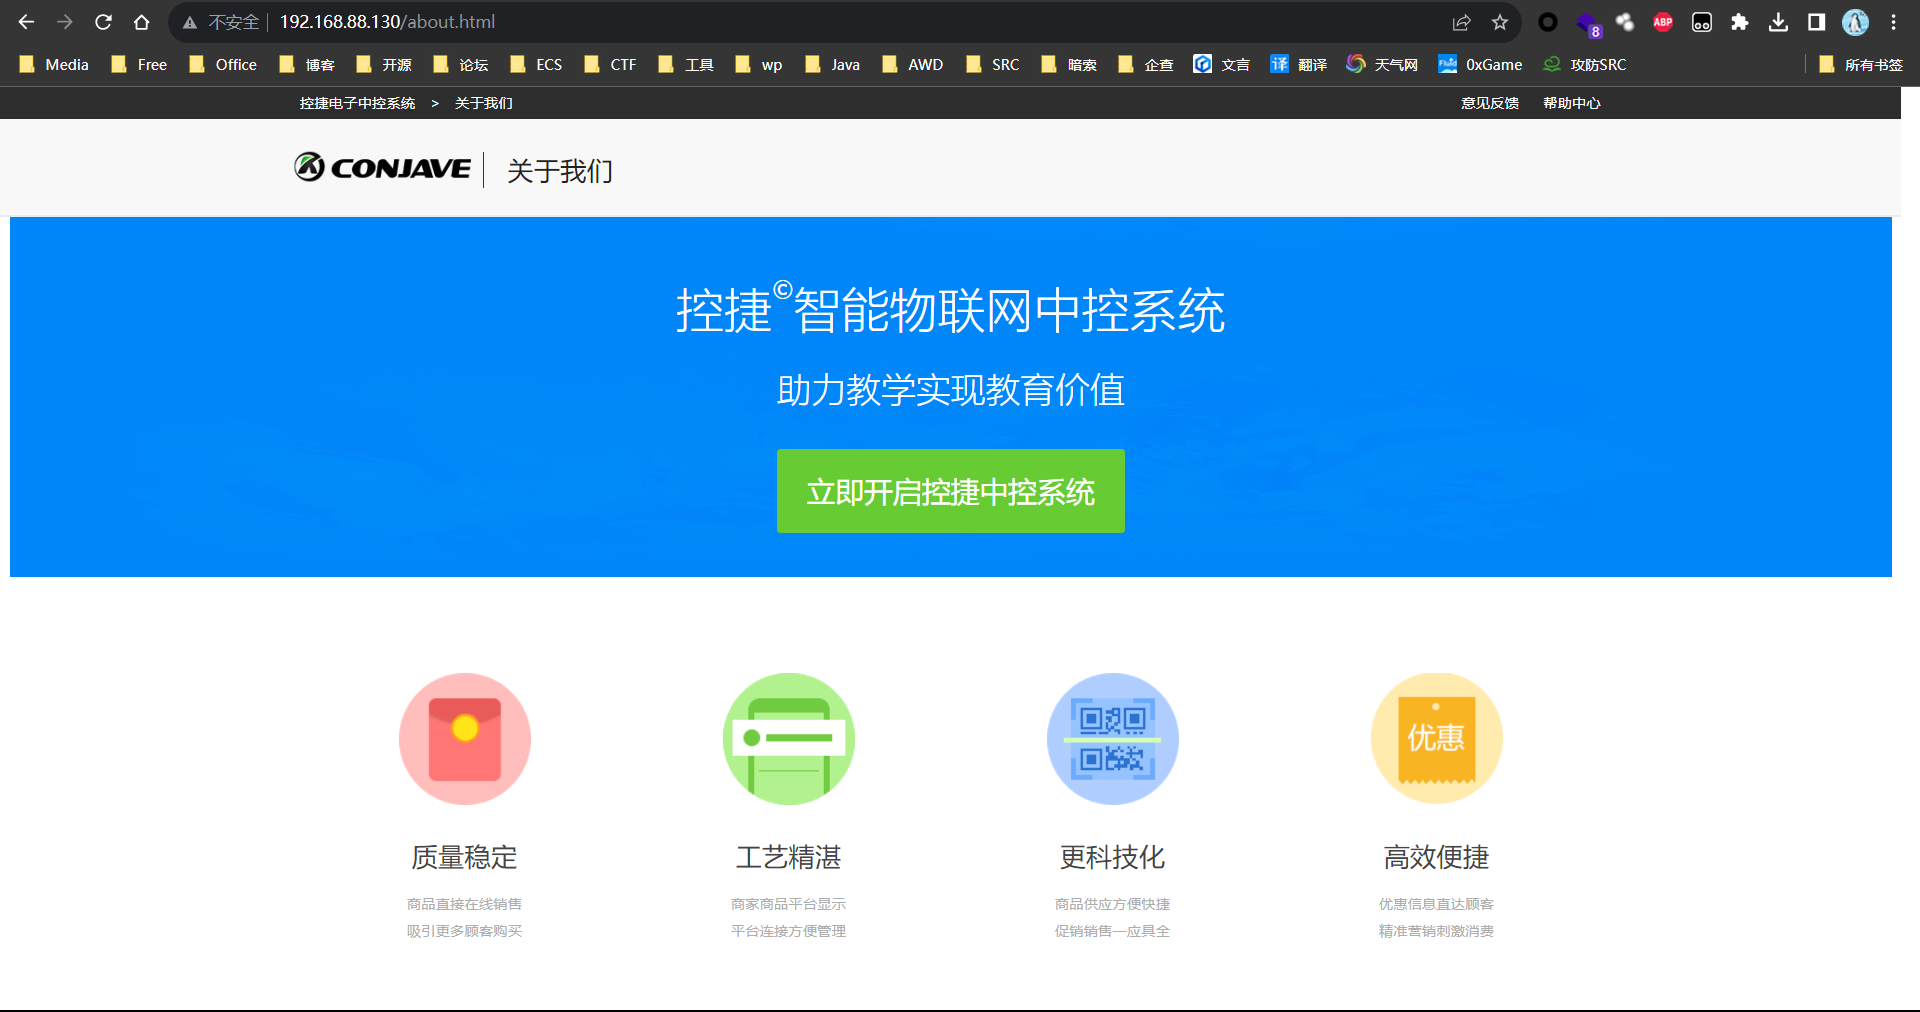 不安全 192.168.88.130/about.html
ABP
8
Media Free Office 博客 开源 论坛 ECS CTF 工具 wp Java AWD SRC 暗索 企查 文言 译 翻译 天气网 Fluid 0xGame 攻防SRC 所有书签
控捷电子中控系统 > 关于我们 意见反馈 帮助中心
CONJAVE 关于我们
控捷©智能物联网中控系统
助力教学实现教育价值
立即开启控捷中控系统
优惠
质量稳定 工艺精湛 更科技化 高效便捷
商品直接在线销售 商家商品平台显示 商品供应方便快捷 优惠信息直达顾客
吸引更多顾客购买 平台连接方便管理 促销销售一应具全 精准营销刺激消费